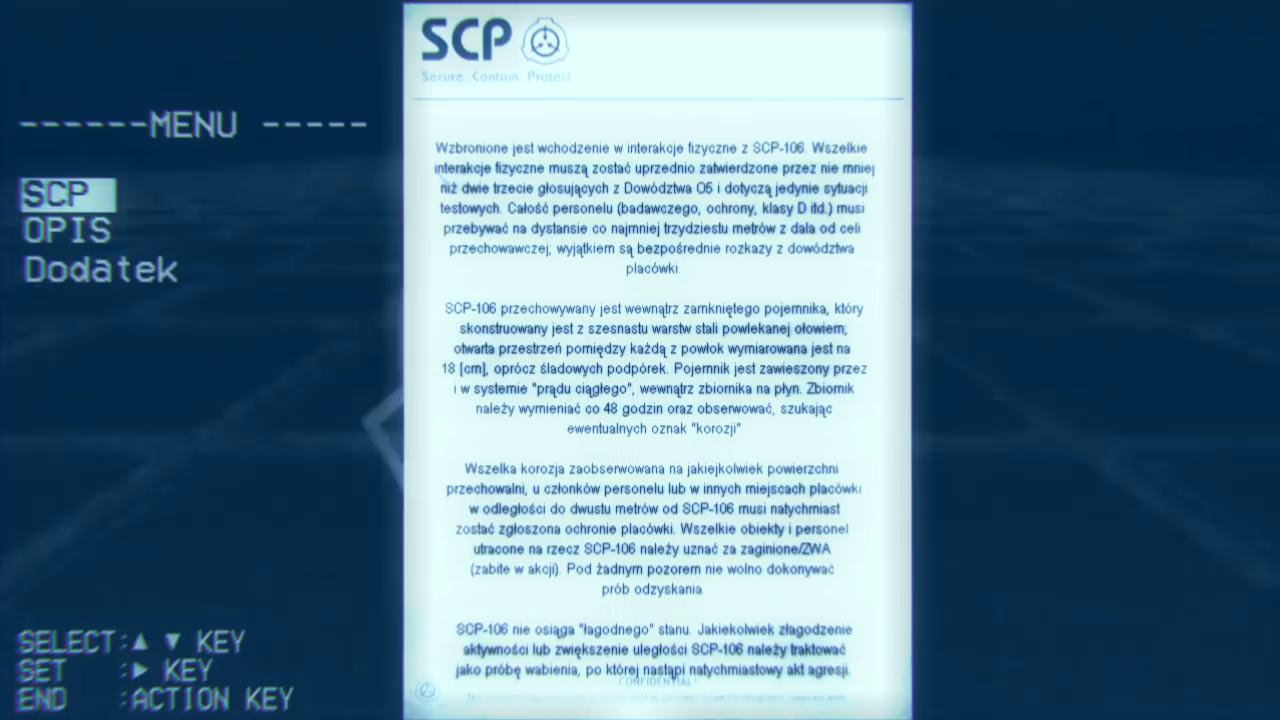 SCP
Secure. Contain. Protect
------MENU -----
SCP
OPIS
Dodatek
Wzbronione jest wchodzenie w interakcje fizyczne z SCP-106. Wszelkie
interakcje fizyczne muszą zostać uprzednio zatwierdzone przez nie mniej
niż dwie trzecie głosujących z Dowództwa O5 i dotyczą jedynie sytuacji
testowych. Całość personelu (badawczego, ochrony, klasy D itd.) musi
przebywać na dystansie co najmniej trzydziestu metrów z dala od celi
przechowawczej; wyjątkiem są bezpośrednie rozkazy z dowództwa
placówki.
SCP-106 przechowywany jest wewnątrz zamkniętego pojemnika, który
skonstruowany jest z szesnastu warstw stali powlekanej ołowiem;
otwarta przestrzeń pomiędzy każdą z powłok wymiarowana jest na
18 [cm], oprócz śladowych podpórek. Pojemnik jest zawieszony przez
i w systemie "prądu ciągłego", wewnątrz zbiornika na płyn. Zbiornik
należy wymieniać co 48 godzin oraz obserwować, szukając
ewentualnych oznak "korozji"
Wszelka korozja zaobserwowana na jakiejkolwiek powierzchni
przechowalni, u członków personelu lub w innych miejscach placówki
w odległości do dwustu metrów od SCP-106 musi natychmiast
zostać zgłoszona ochronie placówki. Wszelkie obiekty i personel
utracone na rzecz SCP-106 należy uznać za zaginione/ZWA
(zabite w akcji). Pod żadnym pozorem nie wolno dokonywać
prób odzyskania.
SCP-106 nie osiąga "łagodnego" stanu. Jakiekolwiek złagodzenie
aktywności lub zwiększenie uległości SCP-106 należy traktować
jako próbę wabienia, po której nastąpi natychmiastowy akt agresji.
CONFIDENTIAL
SELECT:▲ ▼ KEY
SET :► KEY
END :ACTION KEY